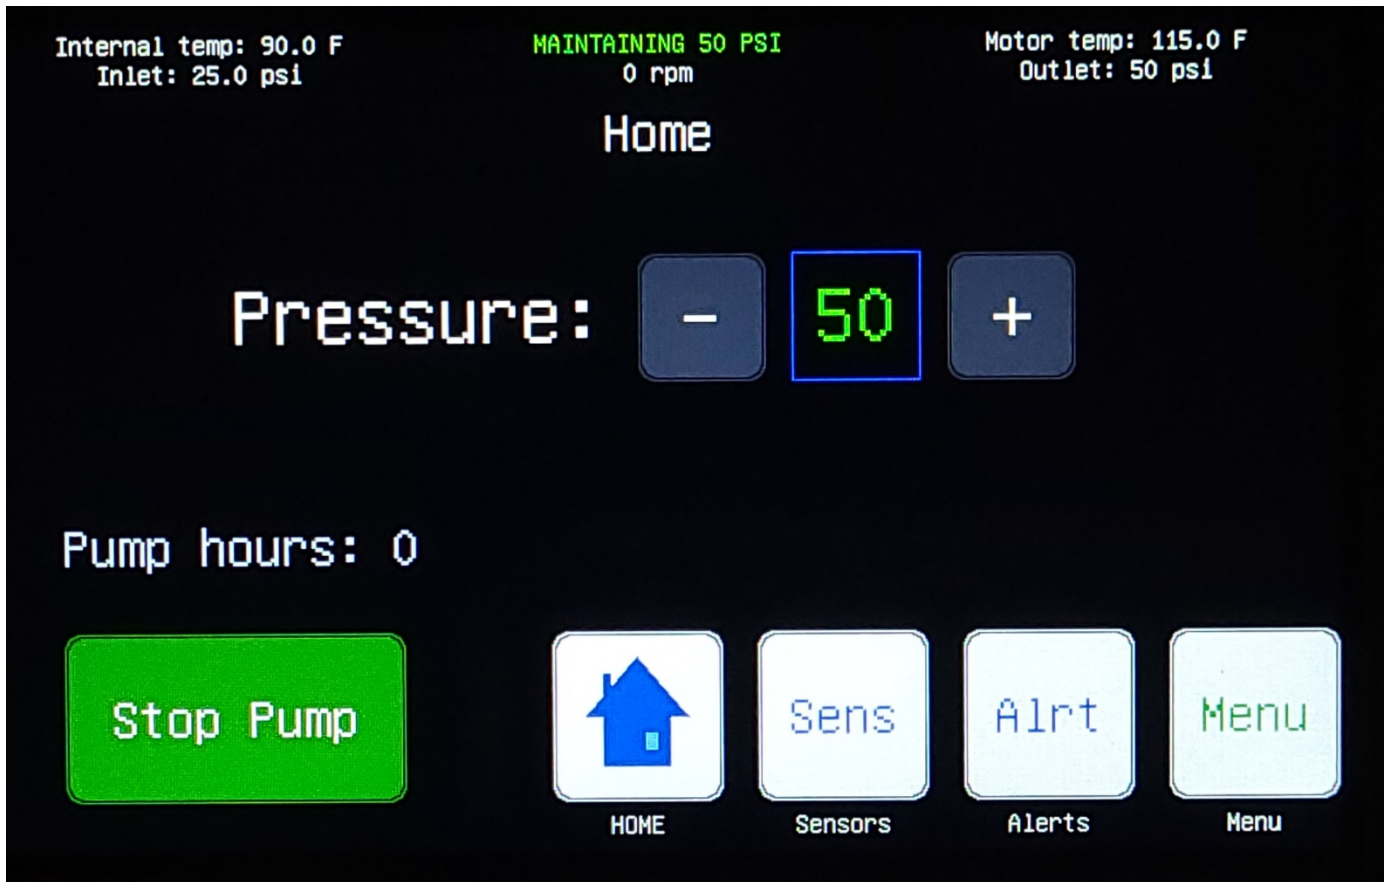 Internal temp: 90.0 F
Inlet: 25.0 psi
MAINTAINING 50 PSI
0 rpm
Motor temp: 115.0 F
Outlet: 50 psi
Home
Pressure: - 50 +
Pump hours: 0
Stop Pump
Sens
Alrt
Menu
HOME
Sensors
Alerts
Menu